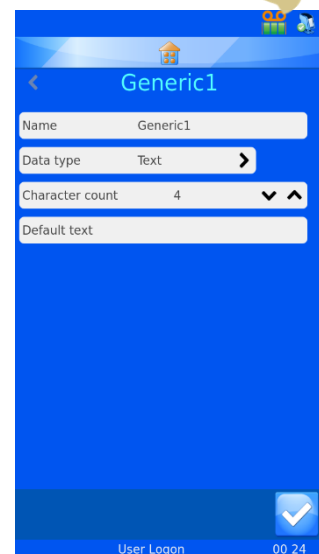 Generic1
Name Generic1
Data type Text
Character count 4
Default text
User Logon 00 24